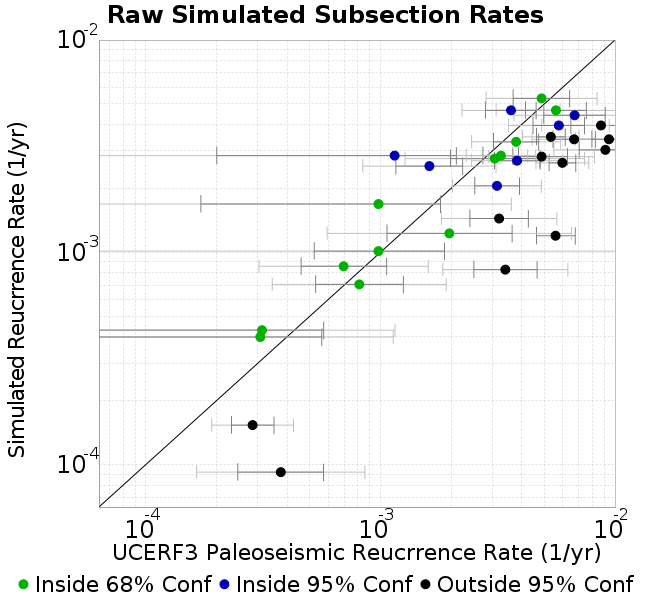 Raw Simulated Subsection Rates
10-2
10-3
10-4
Simulated Reucrrence Rate (1/yr)
10-4 10-3 10-2
UCERF3 Paleoseismic Reucrrence Rate (1/yr)
Inside 68% Conf Inside 95% Conf Outside 95% Conf